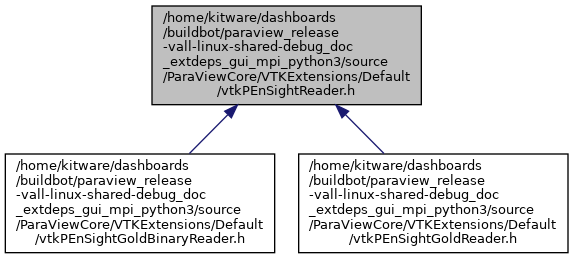 /home/kitware/dashboards
/buildbot/paraview_release
-vall-linux-shared-debug_doc
_extdeps_gui_mpi_python3/source
/ParaViewCore/VTKExtensions/Default
/vtkPEnSightReader.h
/home/kitware/dashboards
/buildbot/paraview_release
-vall-linux-shared-debug_doc
_extdeps_gui_mpi_python3/source
/ParaViewCore/VTKExtensions/Default
/vtkPEnSightGoldBinaryReader.h
/home/kitware/dashboards
/buildbot/paraview_release
-vall-linux-shared-debug_doc
_extdeps_gui_mpi_python3/source
/ParaViewCore/VTKExtensions/Default
/vtkPEnSightGoldReader.h